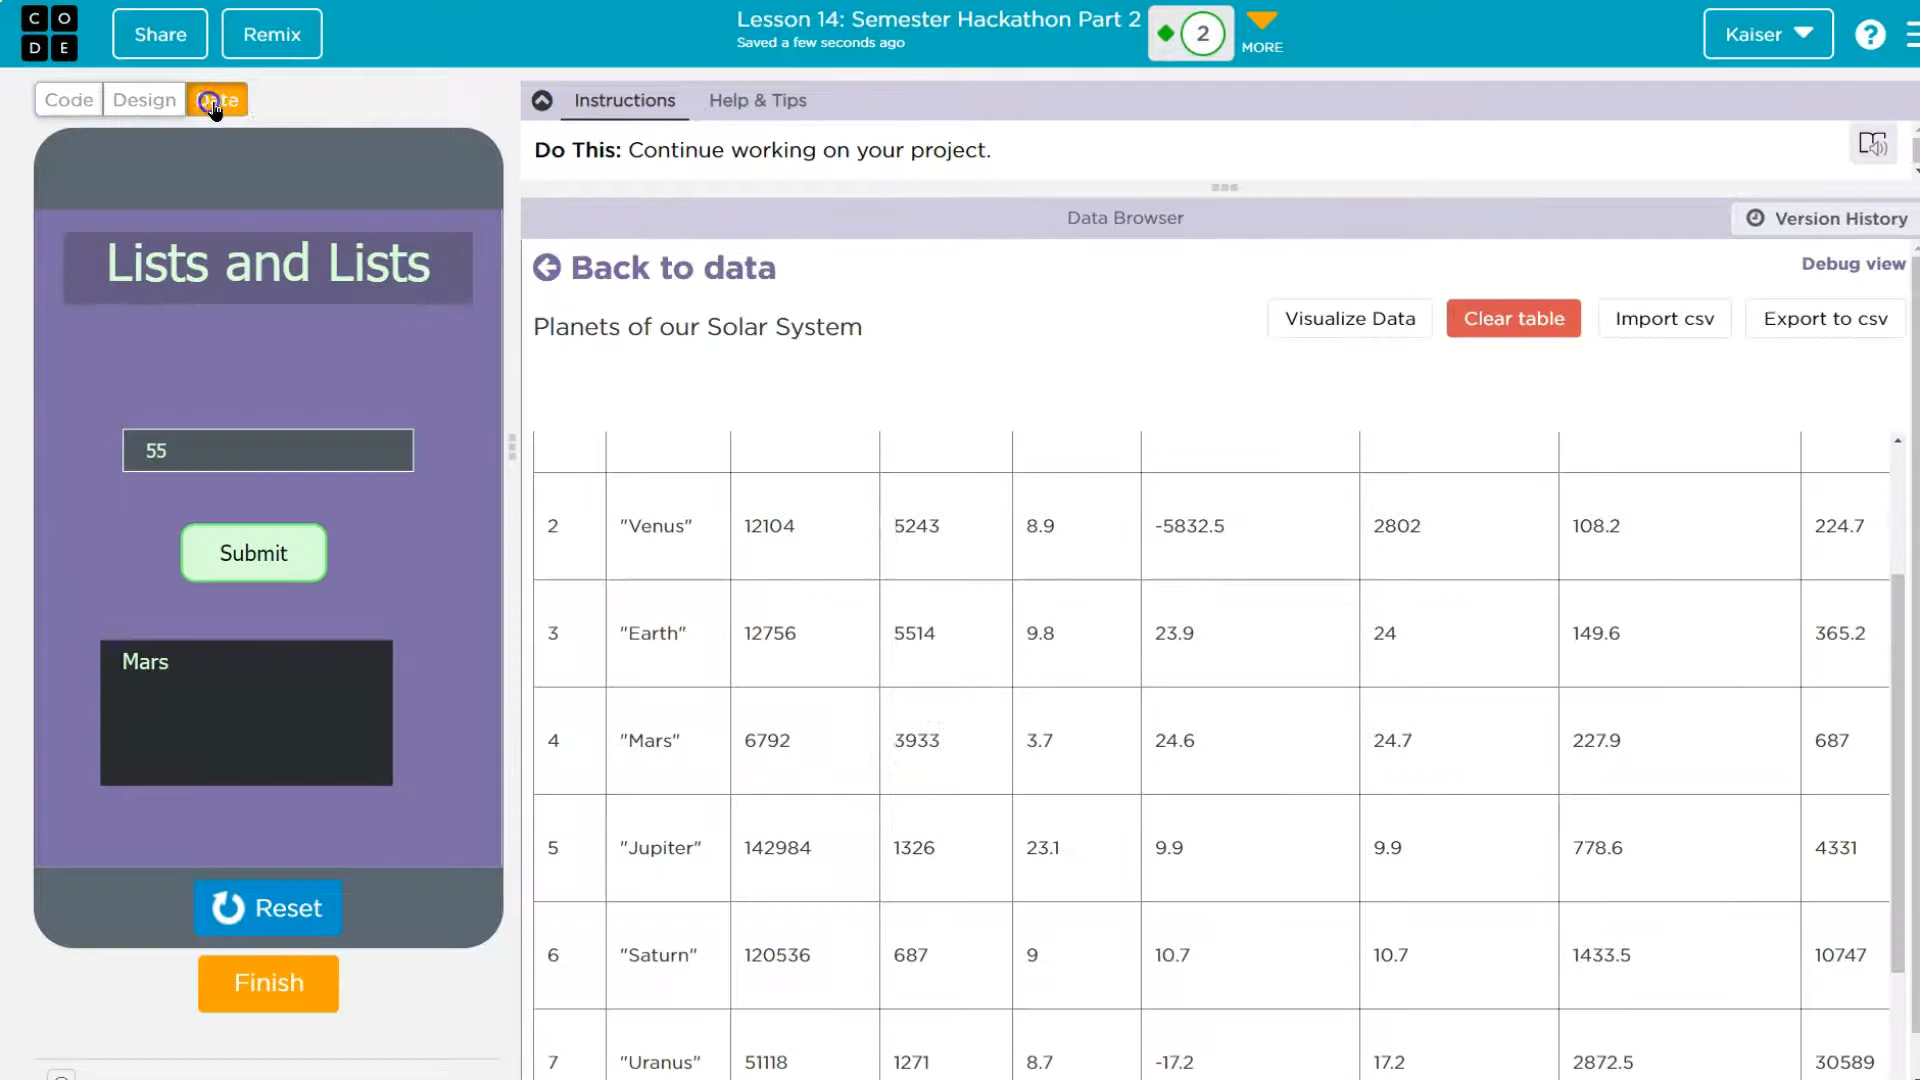 CO
DE
Share
Remix
Lesson 14: Semester Hackathon Part 2
Saved a few seconds ago
2
MORE
Kaiser
?
Code
Design
Data
Instructions
Help & Tips
Do This: Continue working on your project.
Data Browser
Version History
Back to data
Debug view
Planets of our Solar System
Visualize Data
Clear table
Import csv
Export to csv
Lists and Lists
55
Submit
Mars
Reset
Finish
2 "Venus" 12104 5243 8.9 -5832.5 2802 108.2 224.7
3 "Earth" 12756 5514 9.8 23.9 24 149.6 365.2
4 "Mars" 6792 3933 3.7 24.6 24.7 227.9 687
5 "Jupiter" 142984 1326 23.1 9.9 9.9 778.6 4331
6 "Saturn" 120536 687 9 10.7 10.7 1433.5 10747
7 "Uranus" 51118 1271 8.7 -17.2 17.2 2872.5 30589